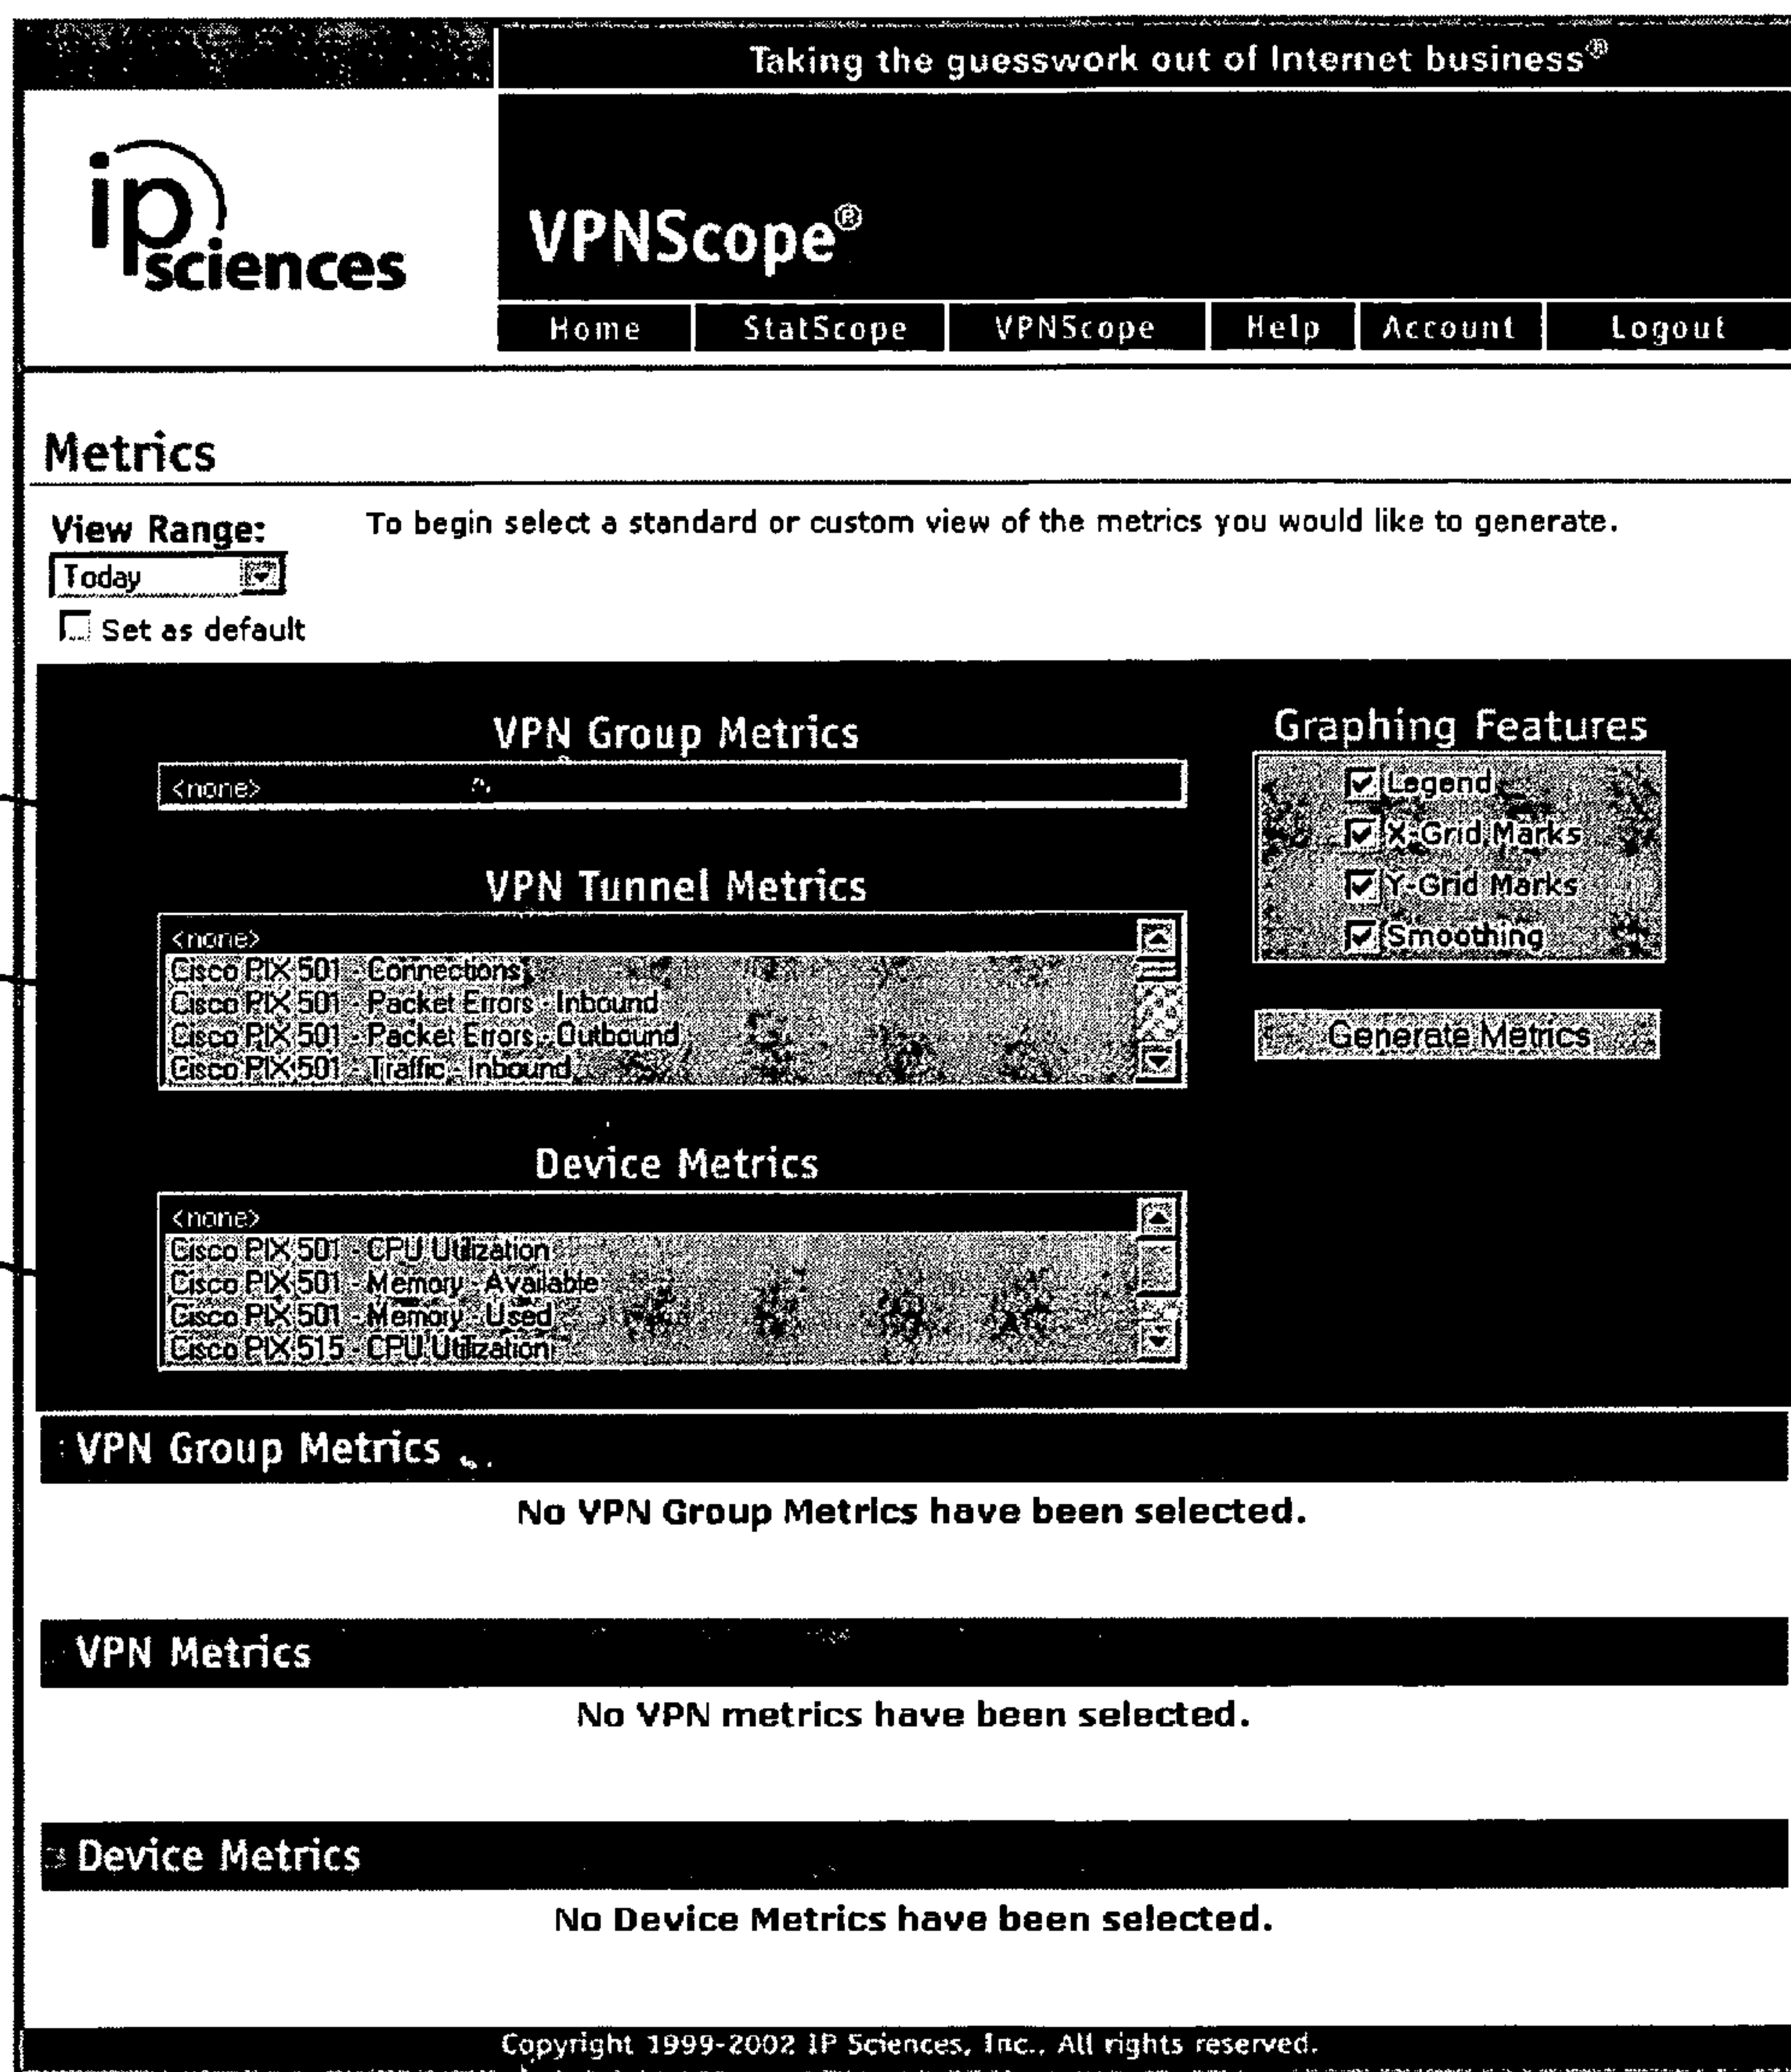 Taking the guesswork out of Internet business®
ip sciences
VPNScope®
Home StatScope VPNScope Help Account Logout
Metrics
View Range: To begin select a standard or custom view of the metrics you would like to generate.
Today
Set as default
VPN Group Metrics
<none>
Graphing Features
Legend
X-Grid Marks
Y-Grid Marks
Smoothing
VPN Tunnel Metrics
<none>
Cisco PIX 501 - Connections
Cisco PIX 501 - Packet Errors - Inbound
Cisco PIX 501 - Packet Errors - Outbound
Cisco PIX 501 - Traffic - Inbound
Generate Metrics
Device Metrics
<none>
Cisco PIX 501 - CPU Utilization
Cisco PIX 501 - Memory - Available
Cisco PIX 501 - Memory - Used
Cisco PIX 515 - CPU Utilization
VPN Group Metrics
No VPN Group Metrics have been selected.
VPN Metrics
No VPN metrics have been selected.
Device Metrics
No Device Metrics have been selected.
Copyright 1999-2002 IP Sciences, Inc., All rights reserved.